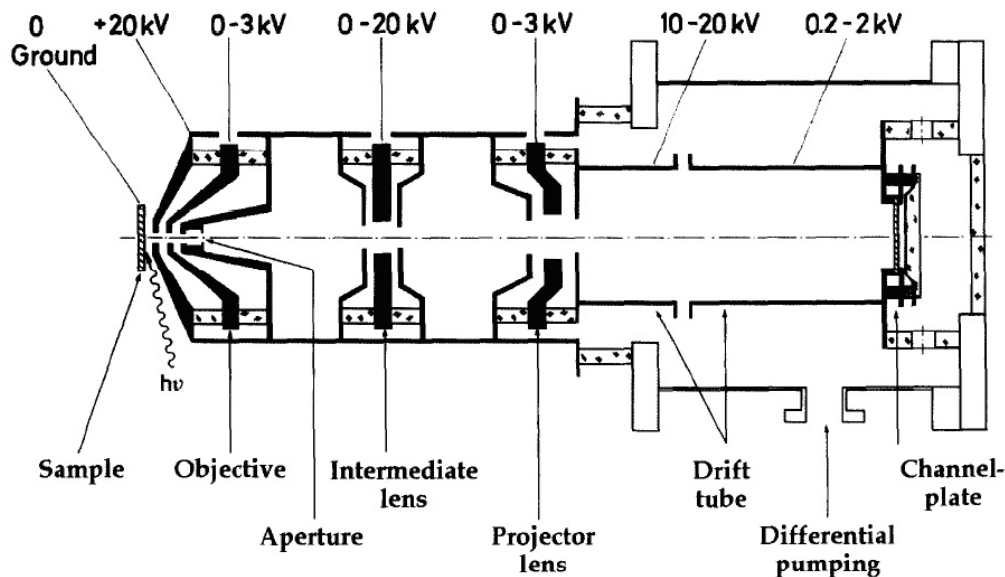 0 +20kV 0-3kV 0-20kV 0-3kV 10-20kV 0.2-2kV
Ground
hν
Sample Objective Intermediate lens Drift tube Channel-plate
Aperture Projector lens Differential pumping